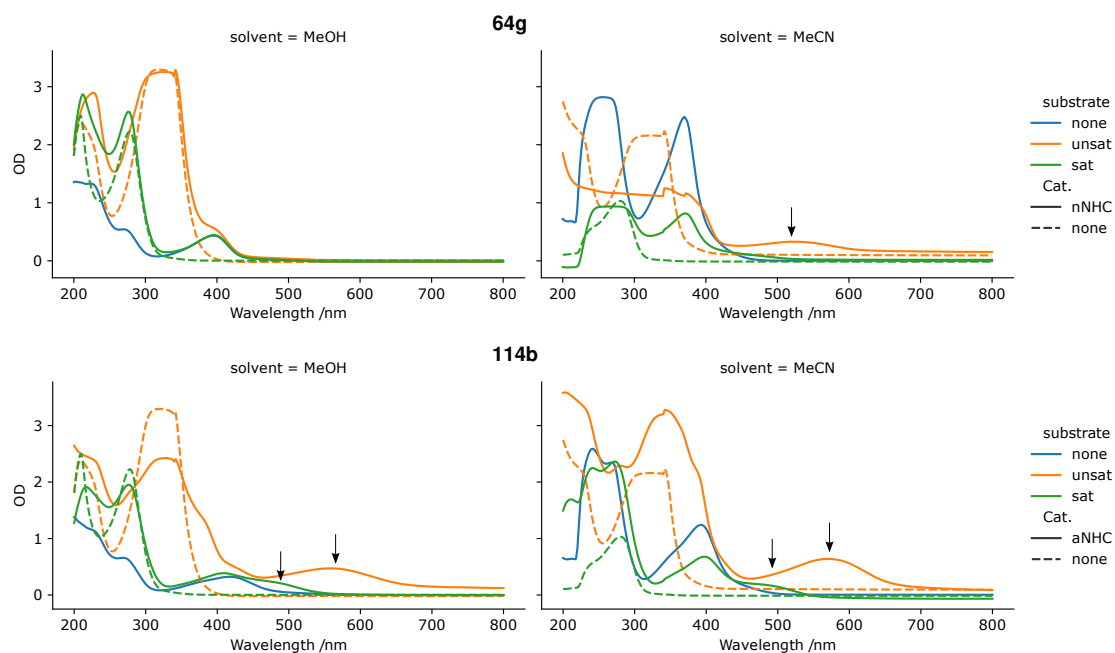 64g
solvent = MeOH
solvent = MeCN
OD
3
2
1
0
200 300 400 500 600 700 800
200 300 400 500 600 700 800
Wavelength /nm
Wavelength /nm
substrate
none
unsat
sat
Cat.
nNHC
none
114b
solvent = MeOH
solvent = MeCN
OD
3
2
1
0
200 300 400 500 600 700 800
200 300 400 500 600 700 800
Wavelength /nm
Wavelength /nm
substrate
none
unsat
sat
Cat.
aNHC
none